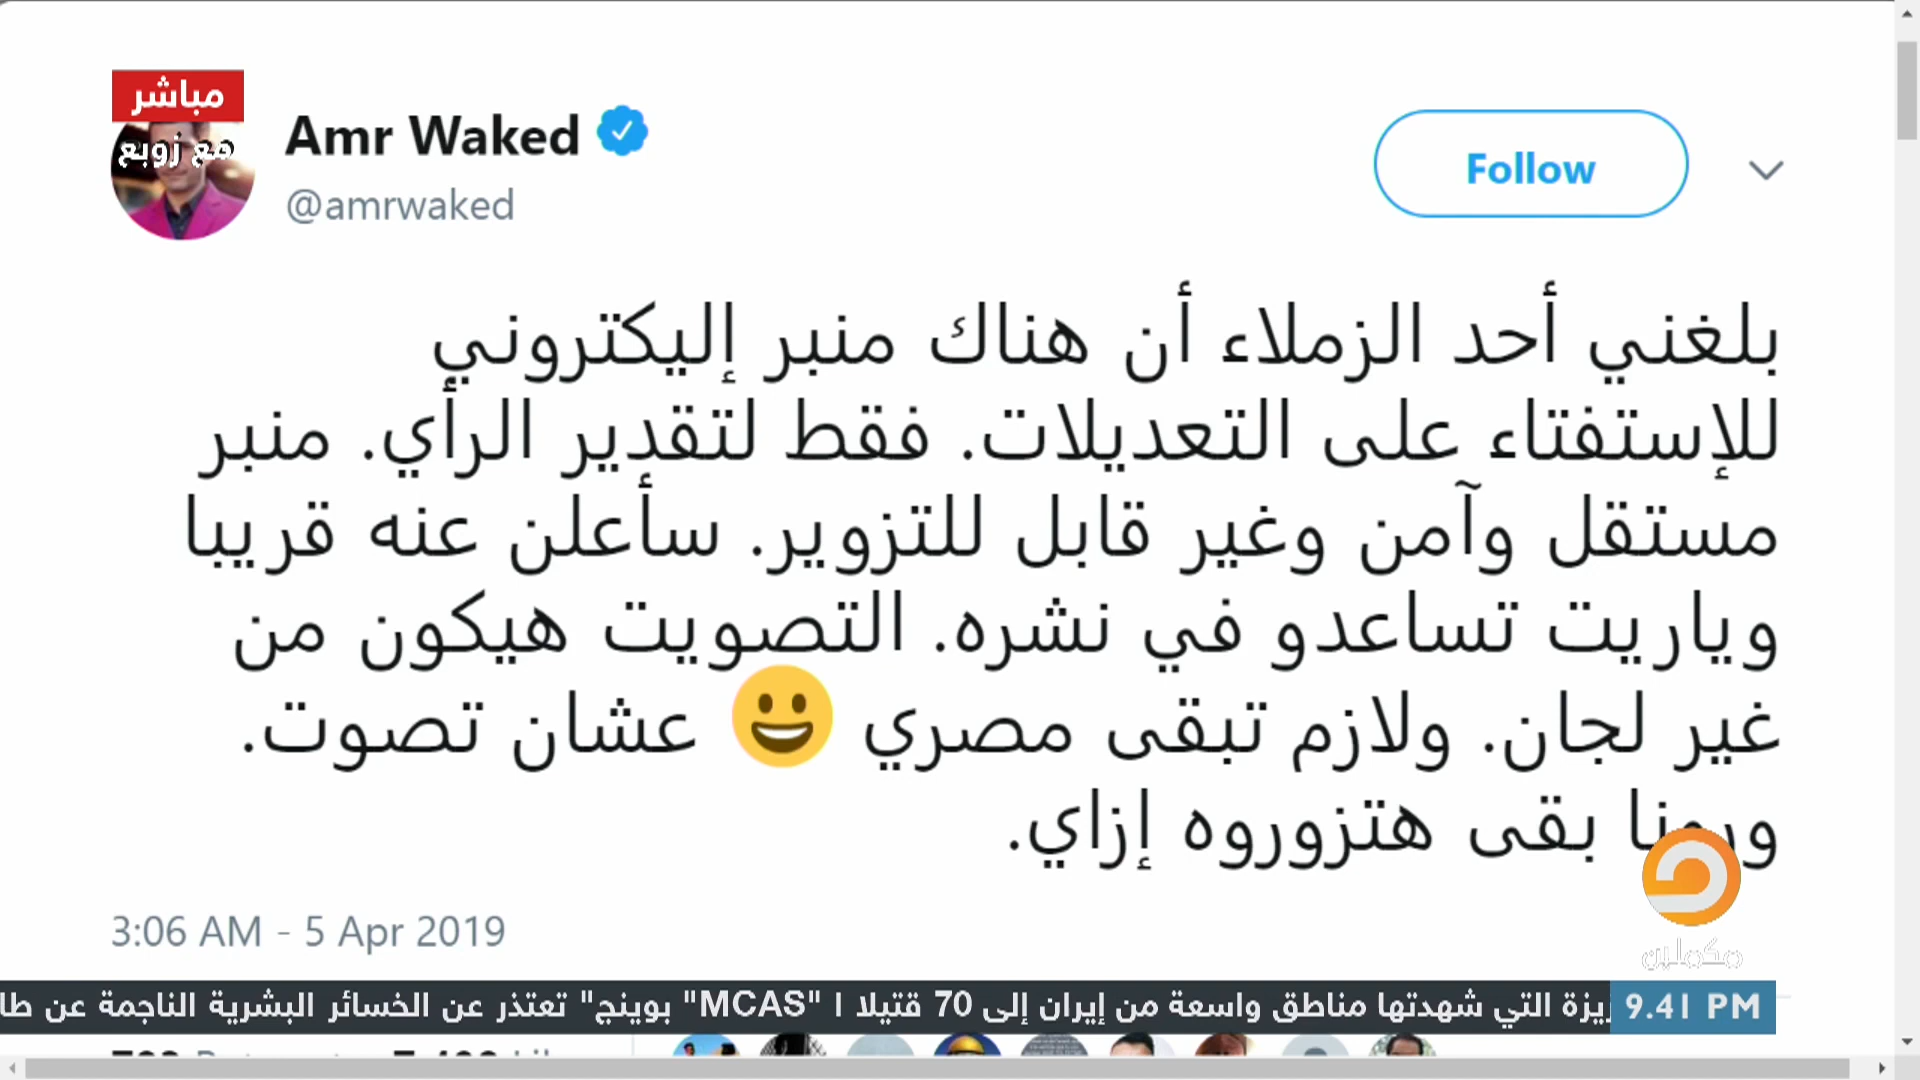 مباشر
مع زوبع
Amr Waked
@amrwaked
Follow
بلغني أحد الزملاء أن هناك منبر إليكتروني
للإستفتاء على التعديلات. فقط لتقدير الرأي. منبر
مستقل وآمن وغير قابل للتزوير. سأعلن عنه قريبا
وياريت تساعدو في نشره. التصويت هيكون من
غير لجان. ولازم تبقى مصري 😀 عشان تصوت.
ورونا بقى هتزوروه إزاي.
3:06 AM - 5 Apr 2019
مكملين
يزة التي شهدتها مناطق واسعة من إيران إلى 70 قتيلا ا "MCAS" بوينج" تعتذر عن الخسائر البشرية الناجمة عن طا
9.41 PM